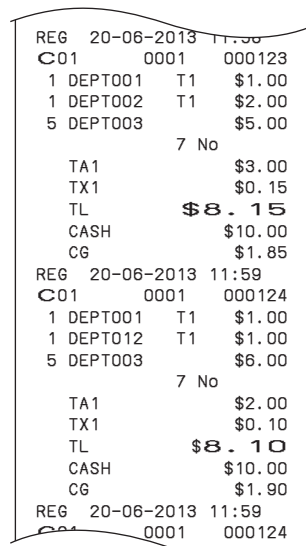 REG 20-06-2013
C01 0001 000123
1 DEPT001 T1 $1.00
1 DEPT002 T1 $2.00
5 DEPT003 $5.00
7 No
TA1 $3.00
TX1 $0.15
TL $8.15
CASH $10.00
CG $1.85
REG 20-06-2013 11:59
C01 0001 000124
1 DEPT001 T1 $1.00
1 DEPT012 T1 $1.00
5 DEPT003 $6.00
7 No
TA1 $2.00
TX1 $0.10
TL $8.10
CASH $10.00
CG $1.90
REG 20-06-2013 11:59
0001 000124